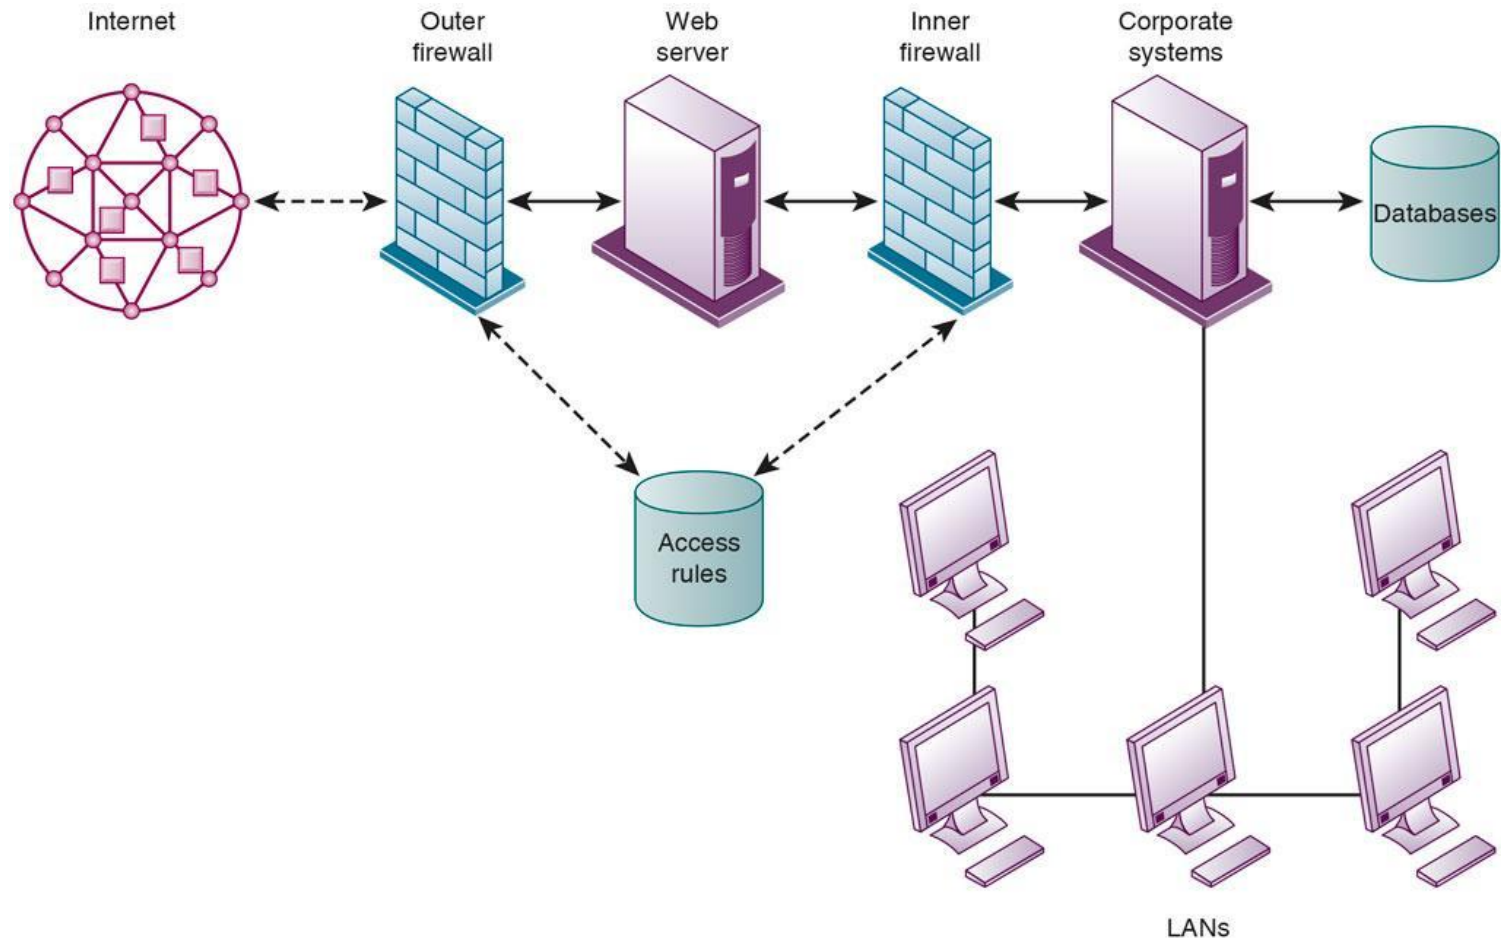 Internet
Outer
firewall
Web
server
Inner
firewall
Corporate
systems
Databases
Access
rules
LANs